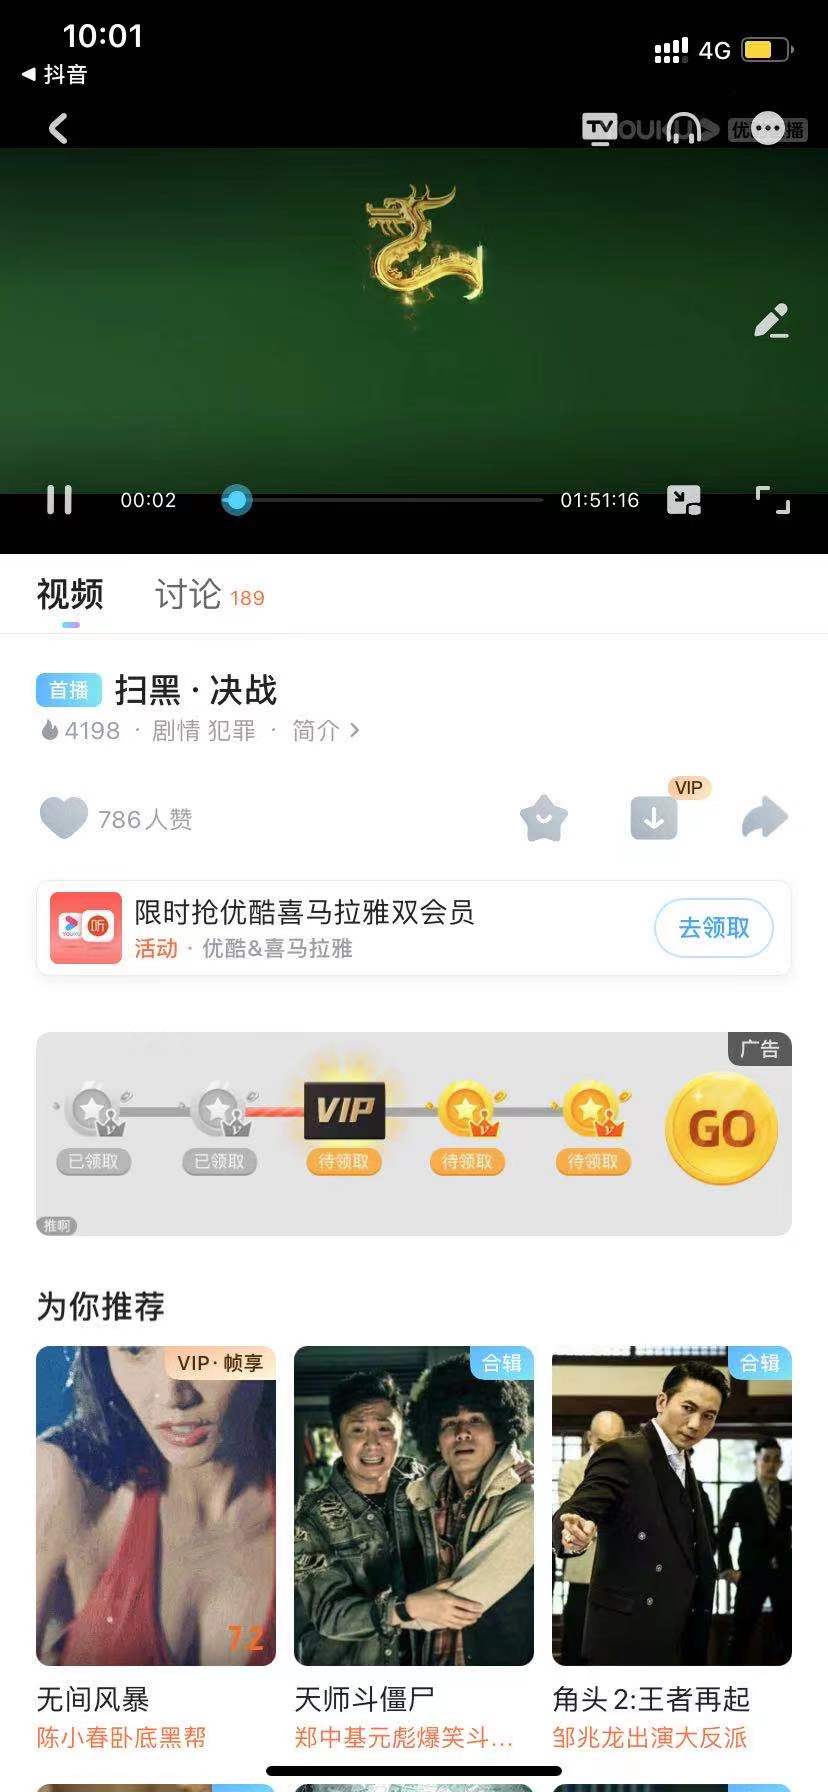 10:01
4G
◀ 抖音
TV YOUKU 优 播
00:02
01:51:16
视频 讨论 189
首播 扫黑 · 决战
4198 · 剧情 犯罪 · 简介 >
VIP
786人赞
限时抢优酷喜马拉雅双会员
YOUKU 听
去领取
活动 · 优酷&喜马拉雅
广告
VIP
GO
已领取 已领取 待领取 待领取 待领取
推啊
为你推荐
VIP·帧享 合辑 合辑
7.2
无间风暴 天师斗僵尸 角头2:王者再起
陈小春卧底黑帮 郑中基元彪爆笑斗... 邹兆龙出演大反派